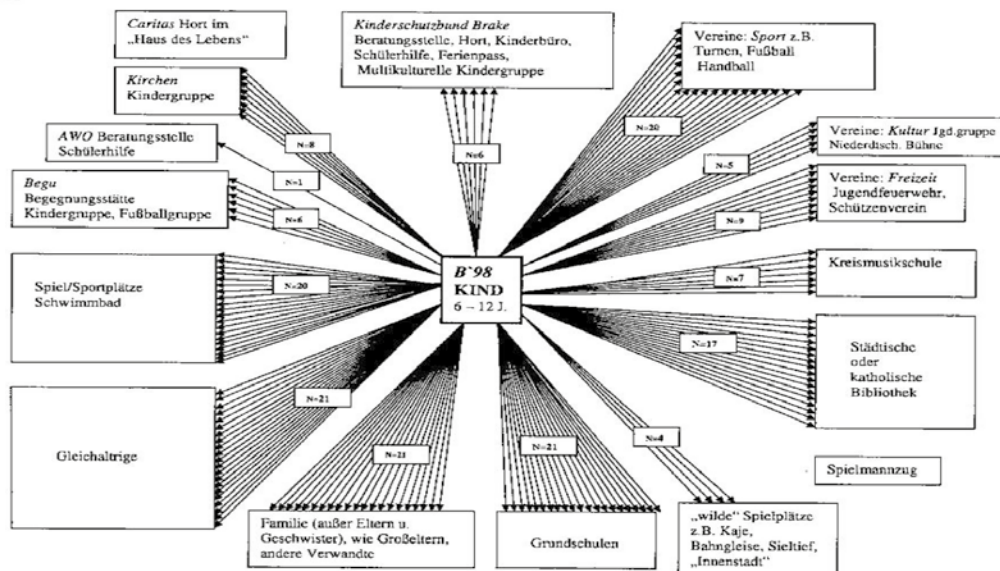 Caritas Hort im
„Haus des Lebens"
Kinderschutzbund Brake
Beratungsstelle, Hort, Kinderbüro,
Schülerhilfe, Ferienpass,
Multikulturelle Kindergruppe
Vereine: Sport z.B.
Turnen, Fußball
Handball
Kirchen
Kindergruppe
AWO Beratungsstelle
Schülerhilfe
Begu
Begegnungsstätte
Kindergruppe, Fußballgruppe
Vereine: Kultur Jgd.gruppe
Niederdtsch. Bühne
Vereine: Freizeit
Jugendfeuerwehr,
Schützenverein
N=8
N=6
N=20
N=5
N=1
N=6
N=9
N=20
N=7
B`98
KIND
6 – 12 J.
Spiel/Sportplätze
Schwimmbad
Kreismusikschule
N=17
Städtische
oder
katholische
Bibliothek
N=21
N=21
N=21
N=4
Gleichaltrige
Spielmannzug
Familie (außer Eltern u.
Geschwister), wie Großeltern,
andere Verwandte
Grundschulen
„wilde" Spielplätze
z.B. Kaje,
Bahngleise, Sieltief,
„Innenstadt"